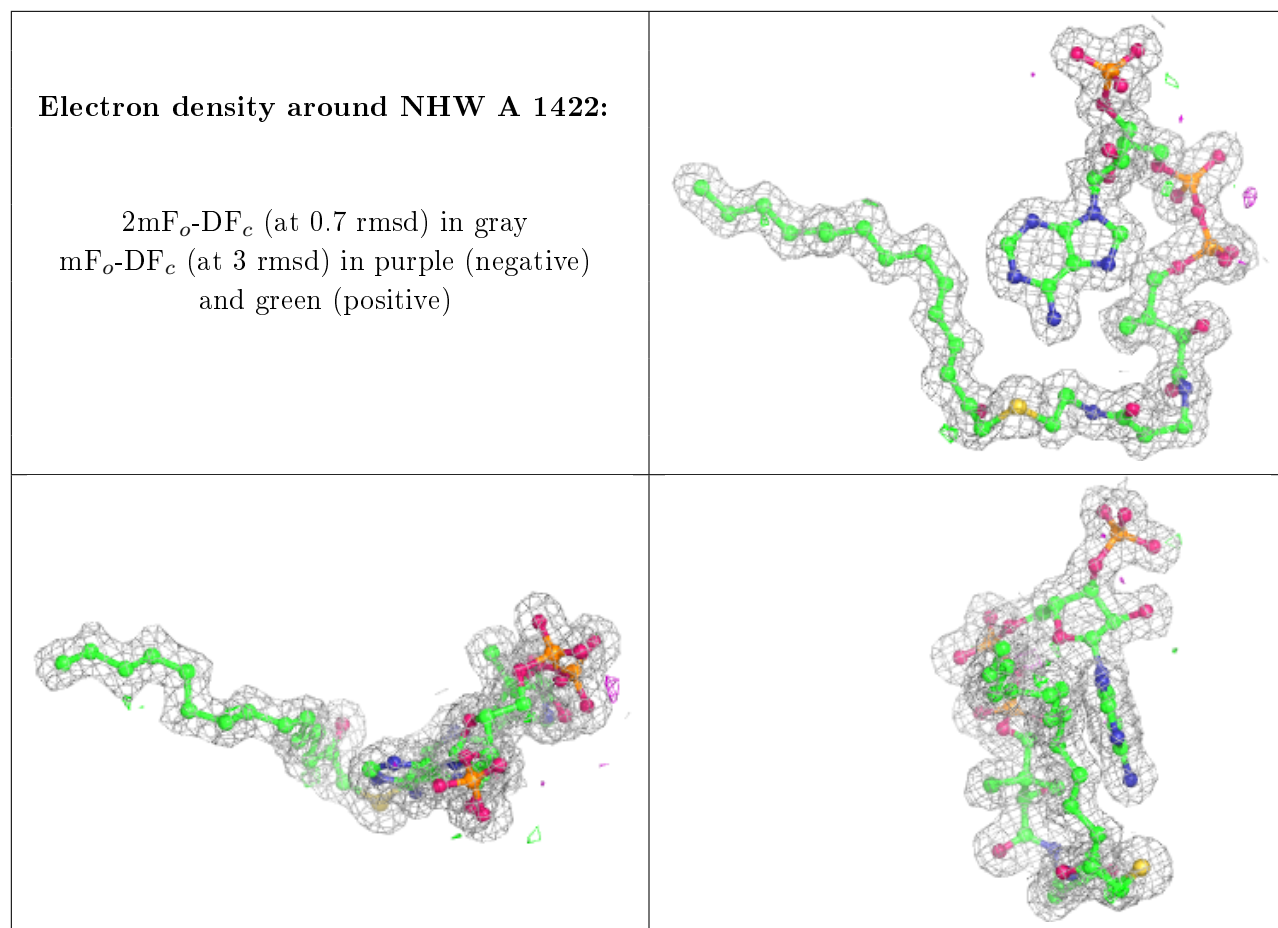 Electron density around NHW A 1422:
2mFo-DFc (at 0.7 rmsd) in gray
mFo-DFc (at 3 rmsd) in purple (negative)
and green (positive)